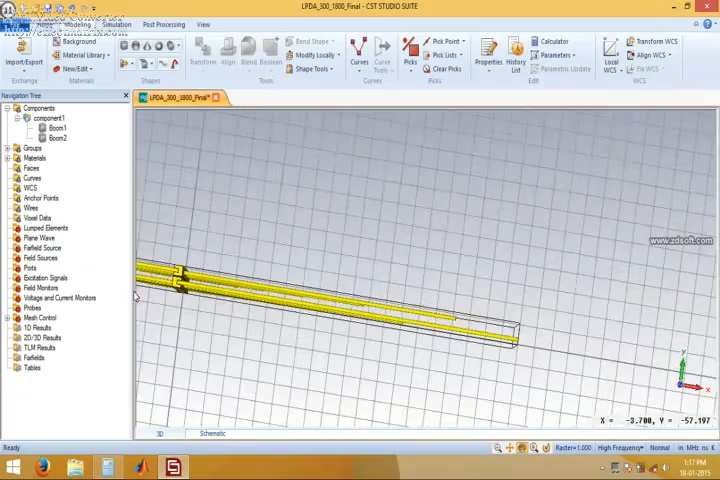 LPDA_300_1800_Final - CST STUDIO SUITE
Home Modeling Simulation Post Processing View
Import/Export
Exchange
Background
Material Library
New/Edit
Materials
Shapes
Transform
Align
Blend
Boolean
Bend Shape
Modify Locally
Shape Tools
Tools
Curves
Curve Tools
Curves
Picks
Pick Point
Pick Lists
Clear Picks
Picks
Properties
History List
Calculator
Parameters
Parametric Update
Edit
Local WCS
Transform WCS
Align WCS
Fix WCS
WCS
Navigation Tree
LPDA_300_1800_Final*
Components
component1
Boom1
Boom2
Groups
Materials
Faces
Curves
WCS
Anchor Points
Wires
Voxel Data
Lumped Elements
Plane Wave
Farfield Source
Field Sources
Ports
Excitation Signals
Field Monitors
Voltage and Current Monitors
Probes
Mesh Control
1D Results
2D/3D Results
TLM Results
Farfields
Tables
www.zdsoft.com
y
x
X = -3.700, Y = -57.197
3D Schematic
Ready
Raster=1.000 High Frequency Normal in MHz ns K
1:17 PM
18-01-2015